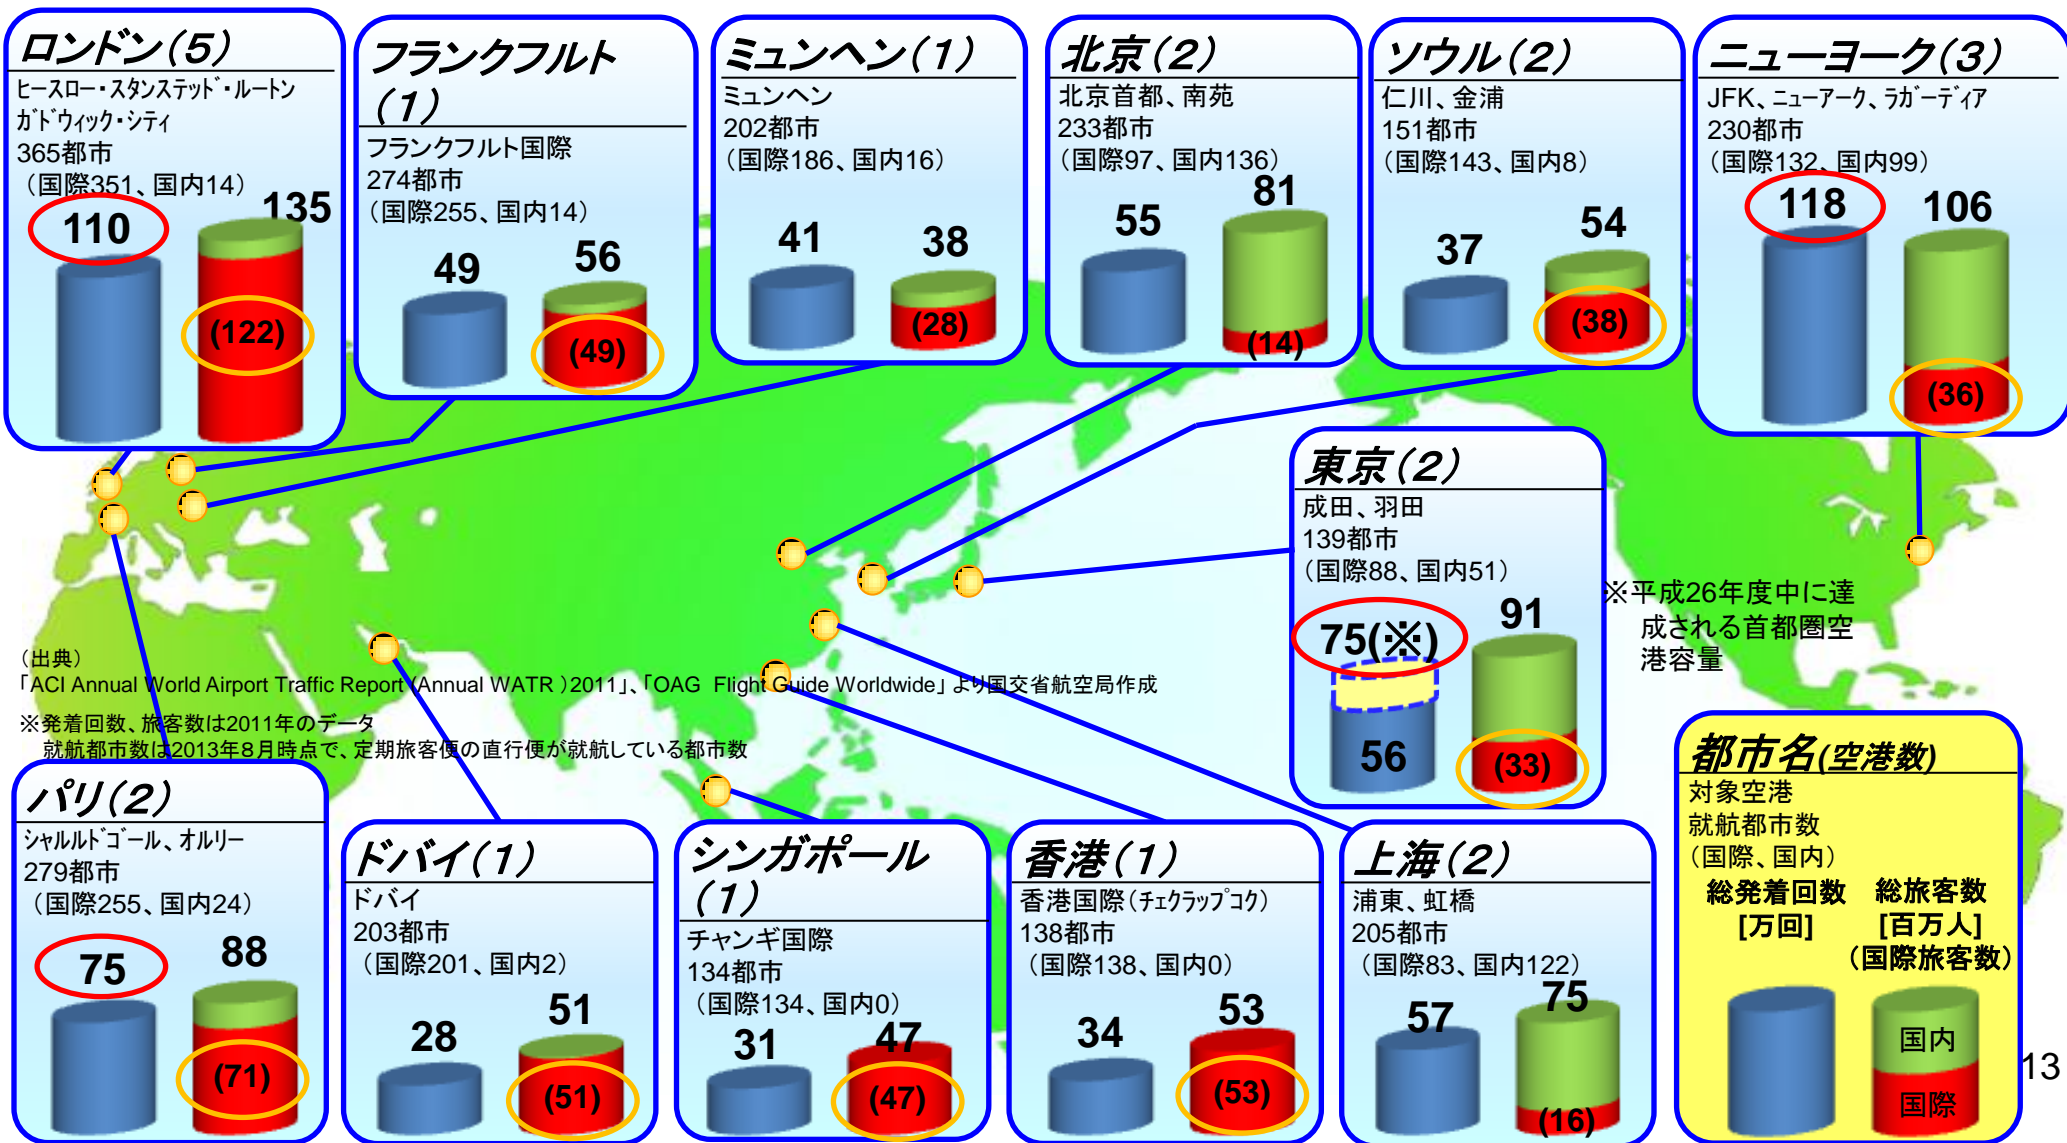 ロンドン(5)
ﾋｰｽﾛｰ・ｽﾀﾝｽﾃｯﾄﾞ・ﾙｰﾄﾝ
ｶﾞﾄﾞｳｨｯｸ・ｼﾃｨ
365都市
(国際351、国内14)
110
135
(122)
フランクフルト
(1)
フランクフルト国際
274都市
(国際255、国内14)
49
56
(49)
ミュンヘン(1)
ミュンヘン
202都市
(国際186、国内16)
41
38
(28)
北京(2)
北京首都、南苑
233都市
(国際97、国内136)
55
81
(14)
ソウル(2)
仁川、金浦
151都市
(国際143、国内8)
37
54
(38)
ニューヨーク(3)
JFK、ﾆｭｰｱｰｸ、ﾗｶﾞｰﾃﾞｨｱ
230都市
(国際132、国内99)
118
106
(36)
東京(2)
成田、羽田
139都市
(国際88、国内51)
75(※)
56
91
(33)
※平成26年度中に達
成される首都圏空
港容量
(出典)
「ACI Annual World Airport Traffic Report (Annual WATR )2011」、「OAG Flight Guide Worldwide」 より国交省航空局作成
※発着回数、旅客数は2011年のデータ
就航都市数は2013年8月時点で、定期旅客便の直行便が就航している都市数
パリ(2)
ｼｬﾙﾙﾄﾞｺﾞｰﾙ、ｵﾙﾘｰ
279都市
(国際255、国内24)
75
88
(71)
ドバイ(1)
ドバイ
203都市
(国際201、国内2)
28
51
(51)
シンガポール
(1)
チャンギ国際
134都市
(国際134、国内0)
31
47
(47)
香港(1)
香港国際(ﾁｪｸﾗｯﾌﾟｺｸ)
138都市
(国際138、国内0)
34
53
(53)
上海(2)
浦東、虹橋
205都市
(国際83、国内122)
57
75
(16)
都市名(空港数)
対象空港
就航都市数
(国際、国内)
総発着回数
[万回]
総旅客数
[百万人]
(国際旅客数)
国内
国際
13